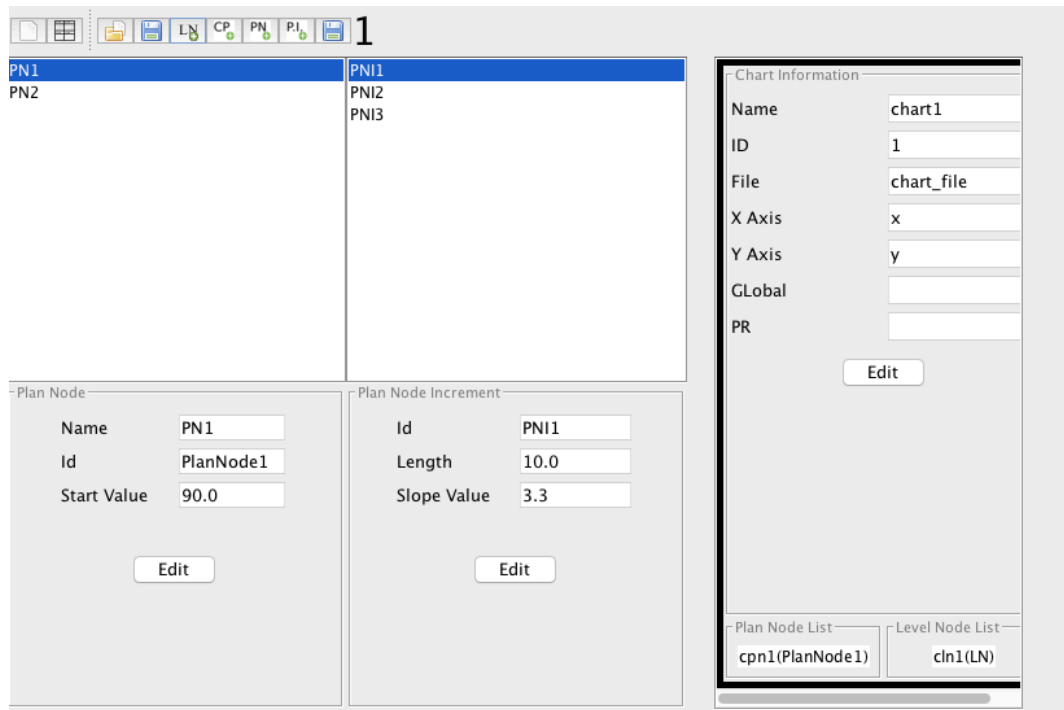 LN CP PN P.I. 1
PN1
PN2
PNI1
PNI2
PNI3
Plan Node
Name PN1
Id PlanNode1
Start Value 90.0
Edit
Plan Node Increment
Id PNI1
Length 10.0
Slope Value 3.3
Edit
Chart Information
Name chart1
ID 1
File chart_file
X Axis x
Y Axis y
GLobal
PR
Edit
Plan Node List
cpn1(PlanNode1)
Level Node List
cln1(LN)